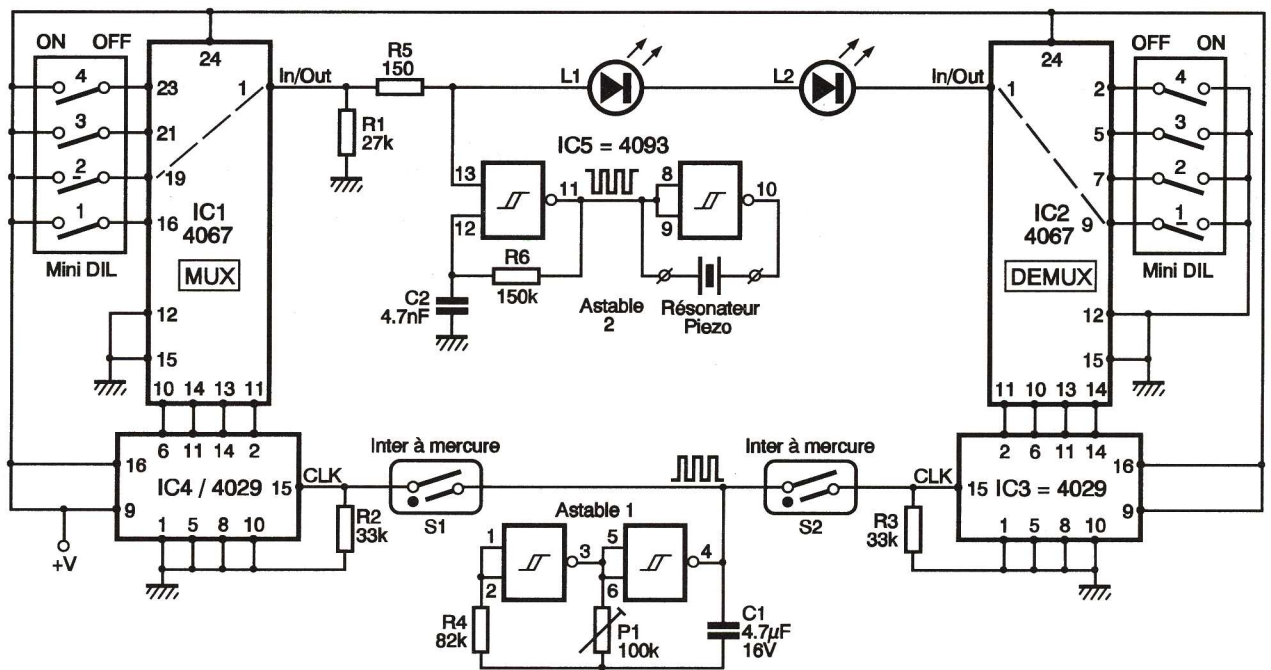 ON OFF
4
3
2
1
Mini DIL
24
1
23
21
19
16
IC1
4067
MUX
12
15
10 14 13 11
In/Out
R5
150
R1
27k
L1
L2
In/Out
IC5 = 4093
13
12
11
8
9
10
R6
150k
C2
4.7nF
Astable
2
Résonateur
Piezo
24
1
2
5
7
9
IC2
4067
DEMUX
12
15
11 10 13 14
OFF ON
4
3
2
1
Mini DIL
6 11 14 2
16
IC4 / 4029
15
9
1 5 8 10
+V
CLK
R2
33k
Inter à mercure
S1
Astable 1
1
2
3
5
6
4
R4
82k
P1
100k
C1
4.7µF
16V
Inter à mercure
S2
CLK
R3
33k
2 6 11 14
16
15
IC3 = 4029
9
1 5 8 10